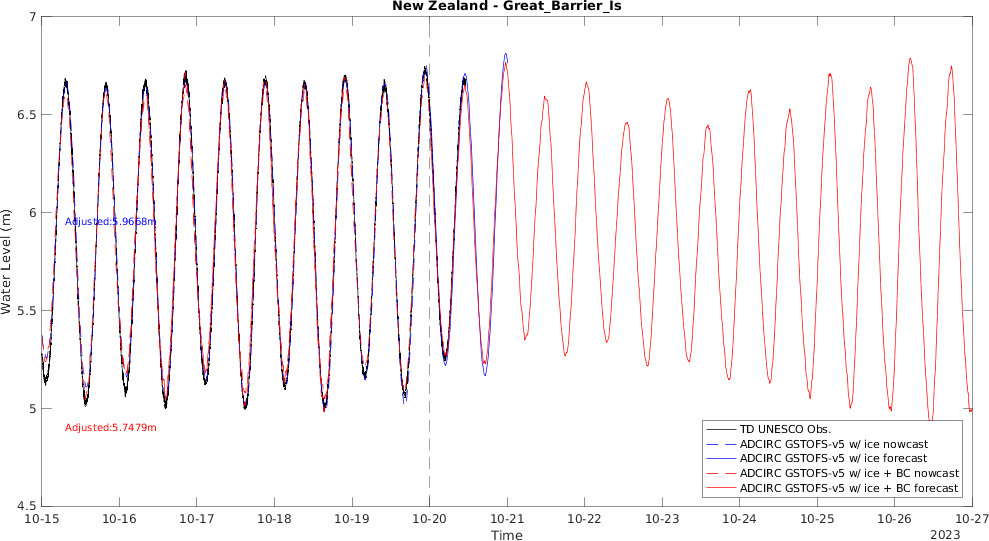 New Zealand - Great_Barrier_Is
7
6.5
6
5.5
5
4.5
Water Level (m)
Adjusted:5.9668m
Adjusted:5.7479m
TD UNESCO Obs.
ADCIRC GSTOFS-v5 w/ ice nowcast
ADCIRC GSTOFS-v5 w/ ice forecast
ADCIRC GSTOFS-v5 w/ ice + BC nowcast
ADCIRC GSTOFS-v5 w/ ice + BC forecast
10-15 10-16 10-17 10-18 10-19 10-20 10-21 10-22 10-23 10-24 10-25 10-26 10-27
Time
2023